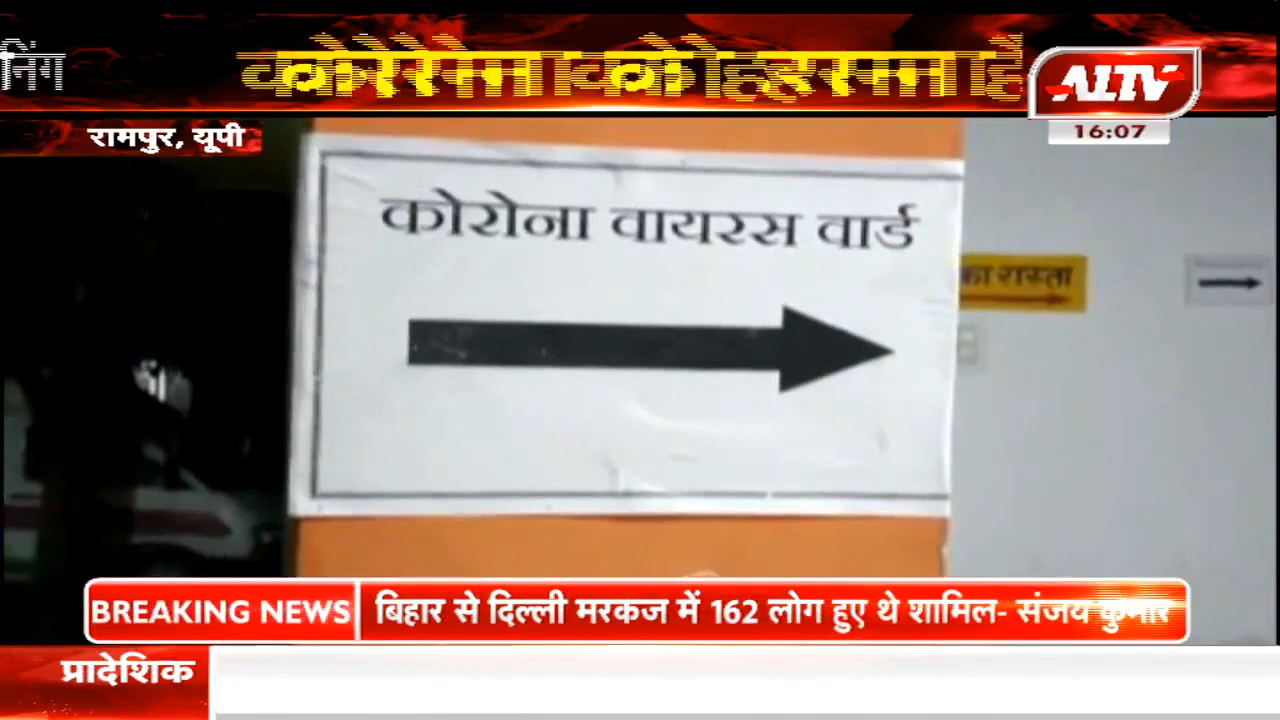 निंग
ALTV
16:07
रामपुर, यूपी
कोरोना वायरस वार्ड
का रास्ता
BREAKING NEWS
बिहार से दिल्ली मरकज में 162 लोग हुए थे शामिल- संजय कुमार
प्रादेशिक